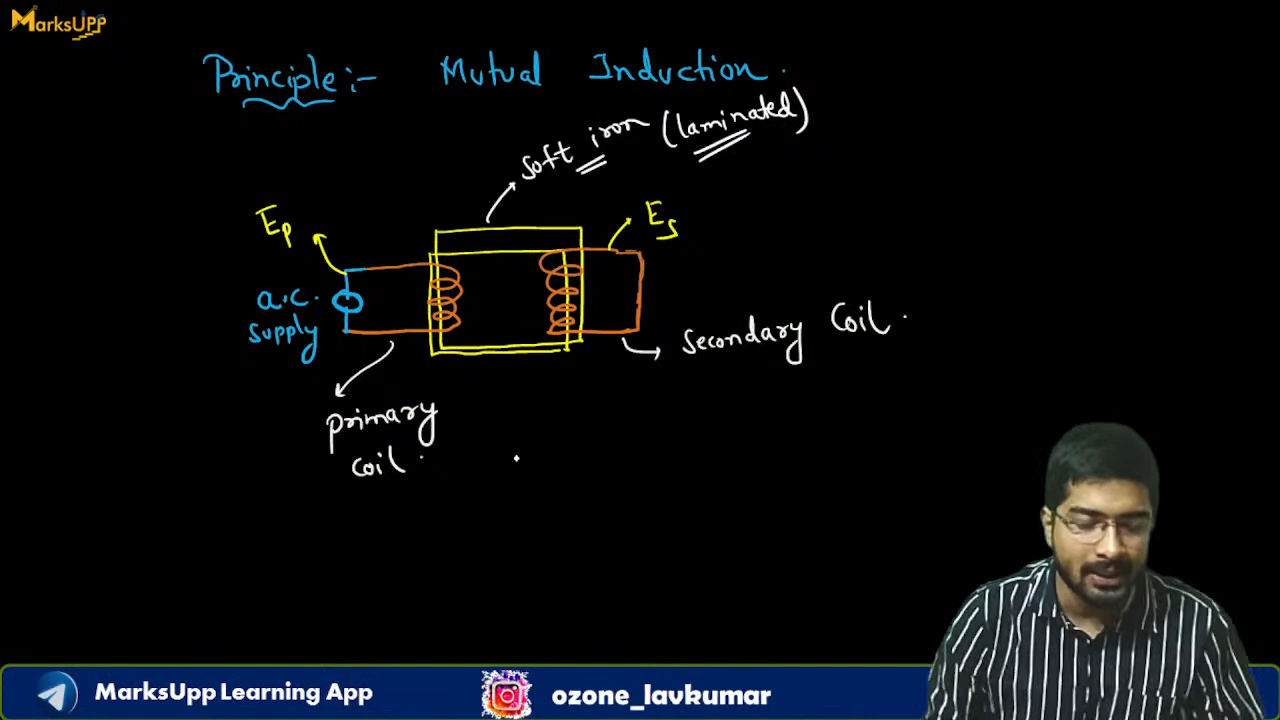 MarksUPP
Principle :- Mutual Induction.
soft iron (laminated)
Ep
Es
a.c.
supply
secondary coil.
primary
coil.
MarksUpp Learning App
ozone_lavkumar